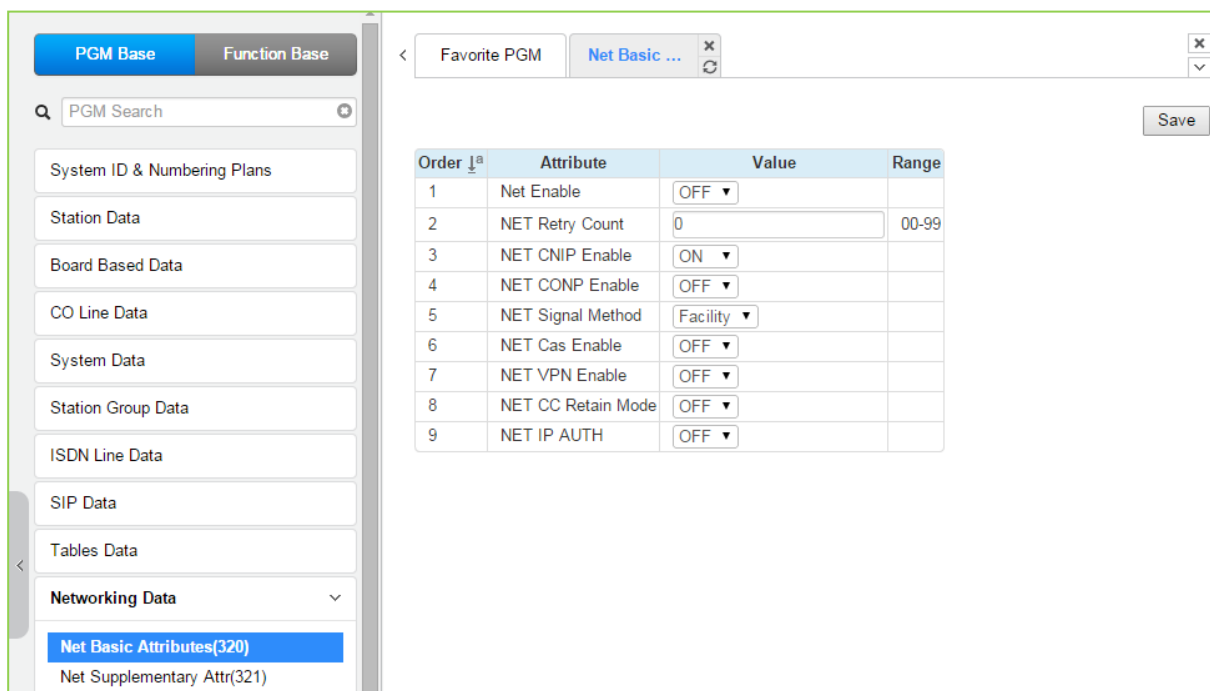 PGM Base Function Base
PGM Search
System ID & Numbering Plans
Station Data
Board Based Data
CO Line Data
System Data
Station Group Data
ISDN Line Data
SIP Data
Tables Data
Networking Data
Net Basic Attributes(320)
Net Supplementary Attr(321)
Favorite PGM Net Basic ...
Save
Order Attribute Value Range
1 Net Enable OFF
2 NET Retry Count 0 00-99
3 NET CNIP Enable ON
4 NET CONP Enable OFF
5 NET Signal Method Facility
6 NET Cas Enable OFF
7 NET VPN Enable OFF
8 NET CC Retain Mode OFF
9 NET IP AUTH OFF